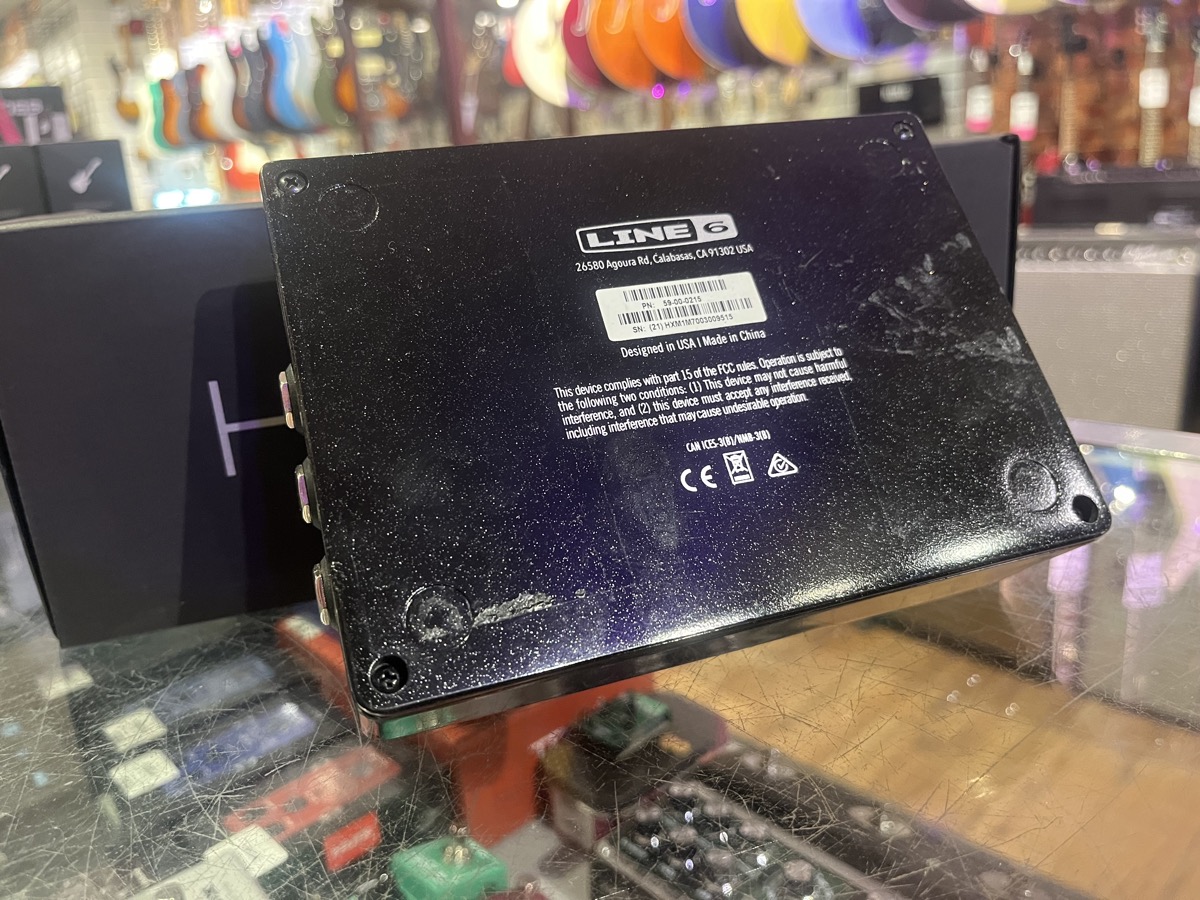 LINE 6
26580 Agoura Rd, Calabasas, CA 91302 USA
PN: 59-00-0215
SN: (21) HXM1M7003009515
Designed in USA | Made in China
This device complies with part 15 of the FCC rules. Operation is subject to
the following two conditions: (1) This device may not cause harmful
interference, and (2) this device must accept any interference received,
including interference that may cause undesirable operation.
CAN ICES-3(B)/NMB-3(B)
CE
H